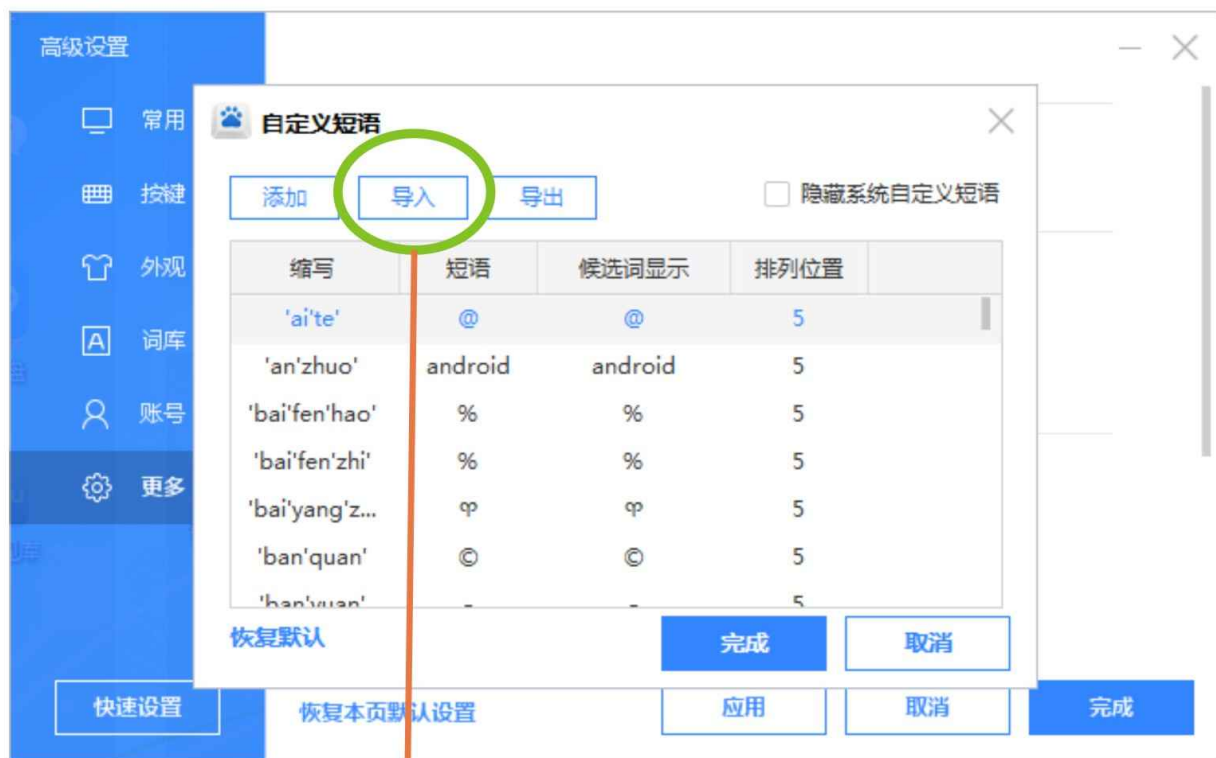 高级设置
常用
按键
外观
词库
账号
更多
快速设置
自定义短语
添加 导入 导出 隐藏系统自定义短语
缩写 短语 候选词显示 排列位置
'ai'te' @ @ 5
'an'zhuo' android android 5
'bai'fen'hao' % % 5
'bai'fen'zhi' % % 5
'bai'yang'z... 5
'ban'quan' © © 5
'ban'yuan' 5
恢复默认 完成 取消
恢复本页默认设置 应用 取消 完成